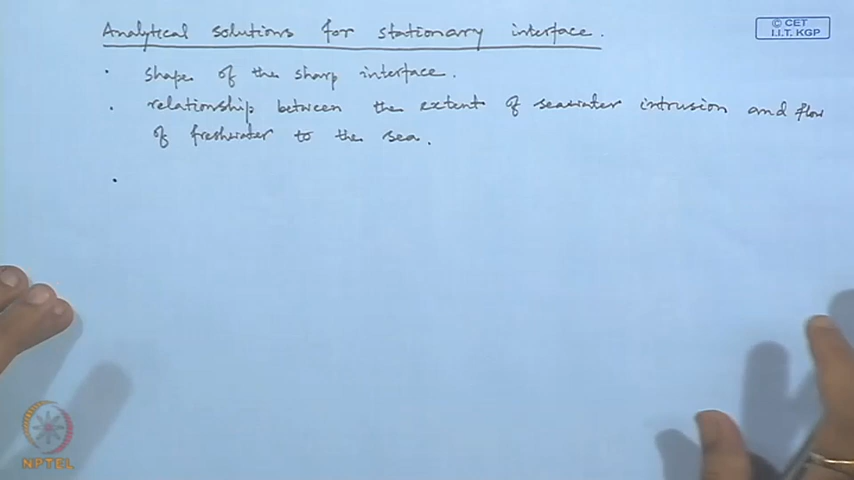 Analytical solutions for stationary interface.
© CET
I.I.T. KGP
• shape of the sharp interface.
• relationship between the extent of seawater intrusion and flow
of freshwater to the sea.
•
NPTEL